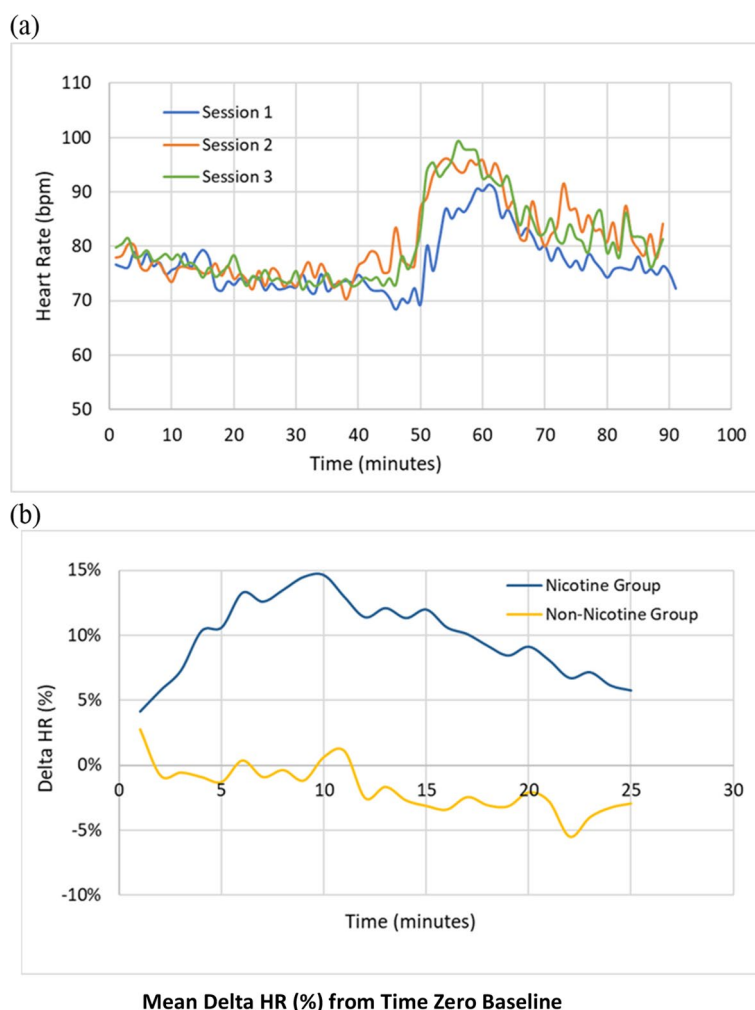 (a)
110
100
90
80
70
60
50
Heart Rate (bpm)
Session 1
Session 2
Session 3
0 10 20 30 40 50 60 70 80 90 100
Time (minutes)
(b)
15%
10%
5%
0%
-5%
-10%
Delta HR (%)
Nicotine Group
Non-Nicotine Group
0 5 10 15 20 25 30
Time (minutes)
Mean Delta HR (%) from Time Zero Baseline